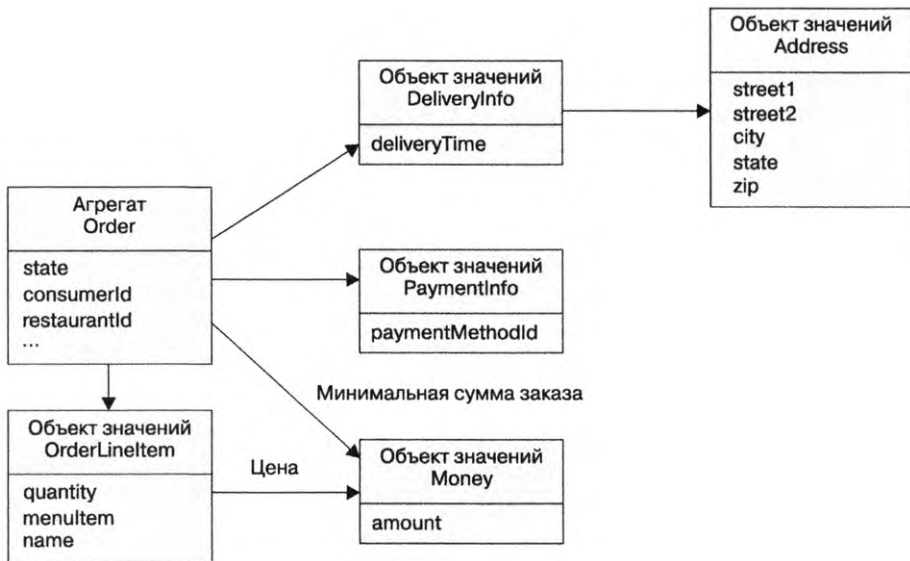 Объект значений
Address
street1
street2
city
state
zip
Объект значений
DeliveryInfo
deliveryTime
Агрегат
Order
state
consumerId
restaurantId
...
Объект значений
PaymentInfo
paymentMethodId
Минимальная сумма заказа
Объект значений
OrderLineItem
quantity
menuItem
name
Цена
Объект значений
Money
amount